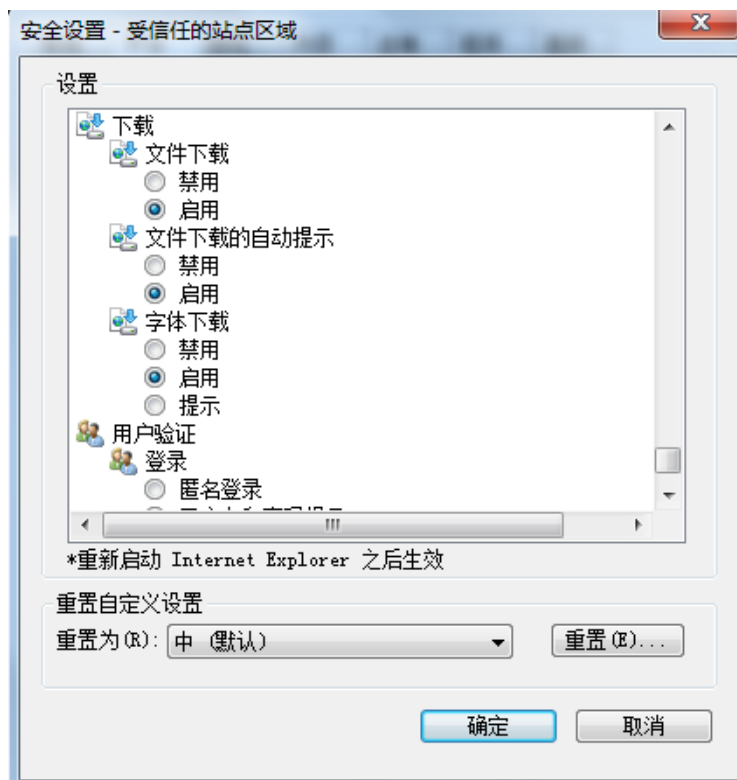 安全设置 - 受信任的站点区域
设置
下载
文件下载
禁用
启用
文件下载的自动提示
禁用
启用
字体下载
禁用
启用
提示
用户验证
登录
匿名登录
*重新启动 Internet Explorer 之后生效
重置自定义设置
重置为(R): 中 (默认) 重置(E)...
确定 取消